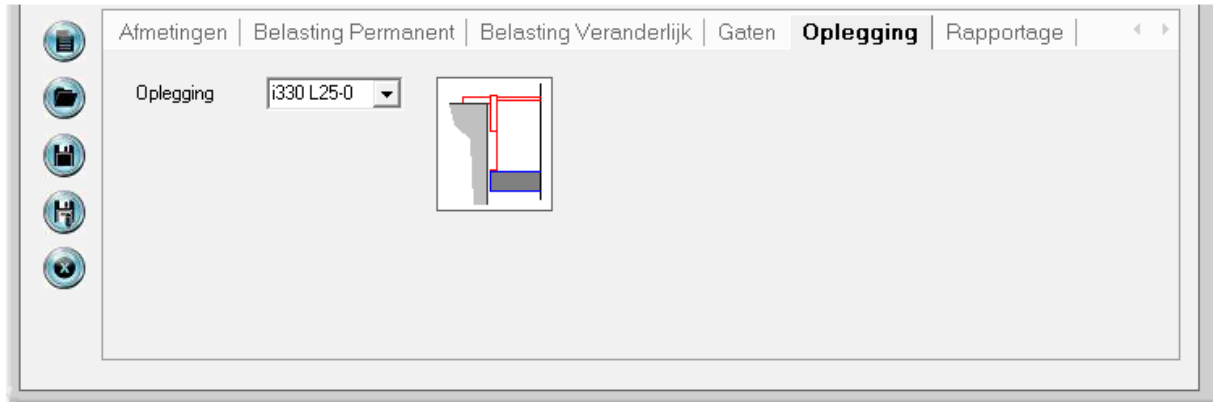 Afmetingen | Belasting Permanent | Belasting Veranderlijk | Gaten Oplegging | Rapportage |
Oplegging i330 L25-0